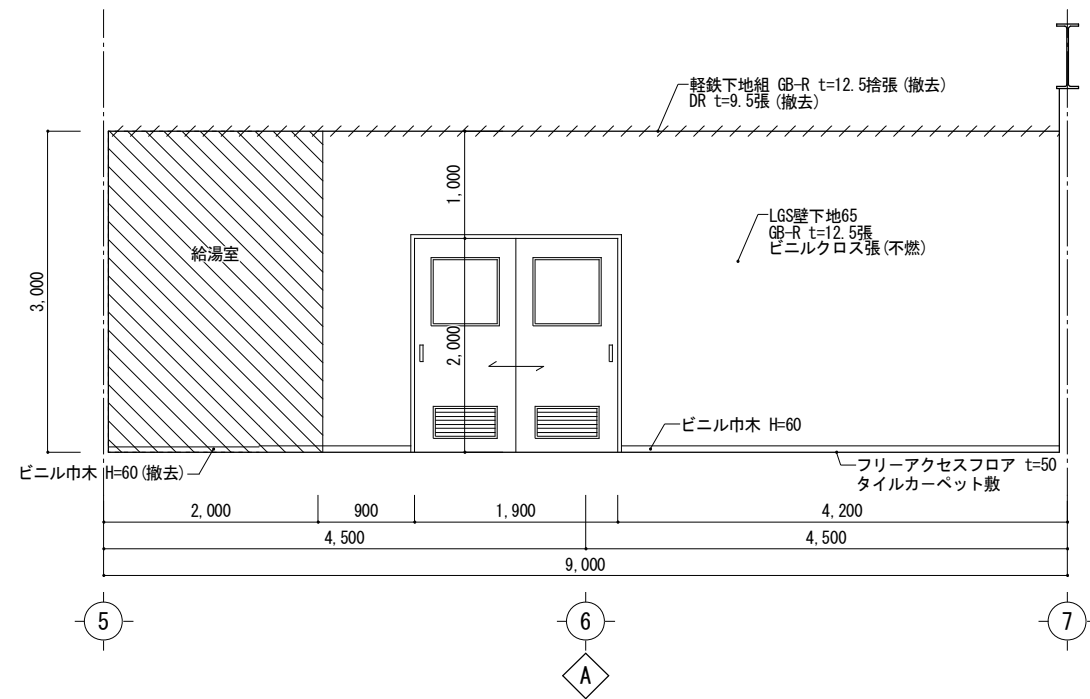 軽鉄下地組 GB-R t=12.5捨張(撤去)
DR t=9.5張(撤去)
1,000
LGS壁下地65
GB-R t=12.5張
ビニルクロス張(不燃)
給湯室
3,000
2,000
ビニル巾木 H=60
ビニル巾木 H=60(撤去)
フリーアクセスフロア t=50
タイルカーペット敷
2,000 900 1,900 4,200
4,500 4,500
9,000
5 6 7
A